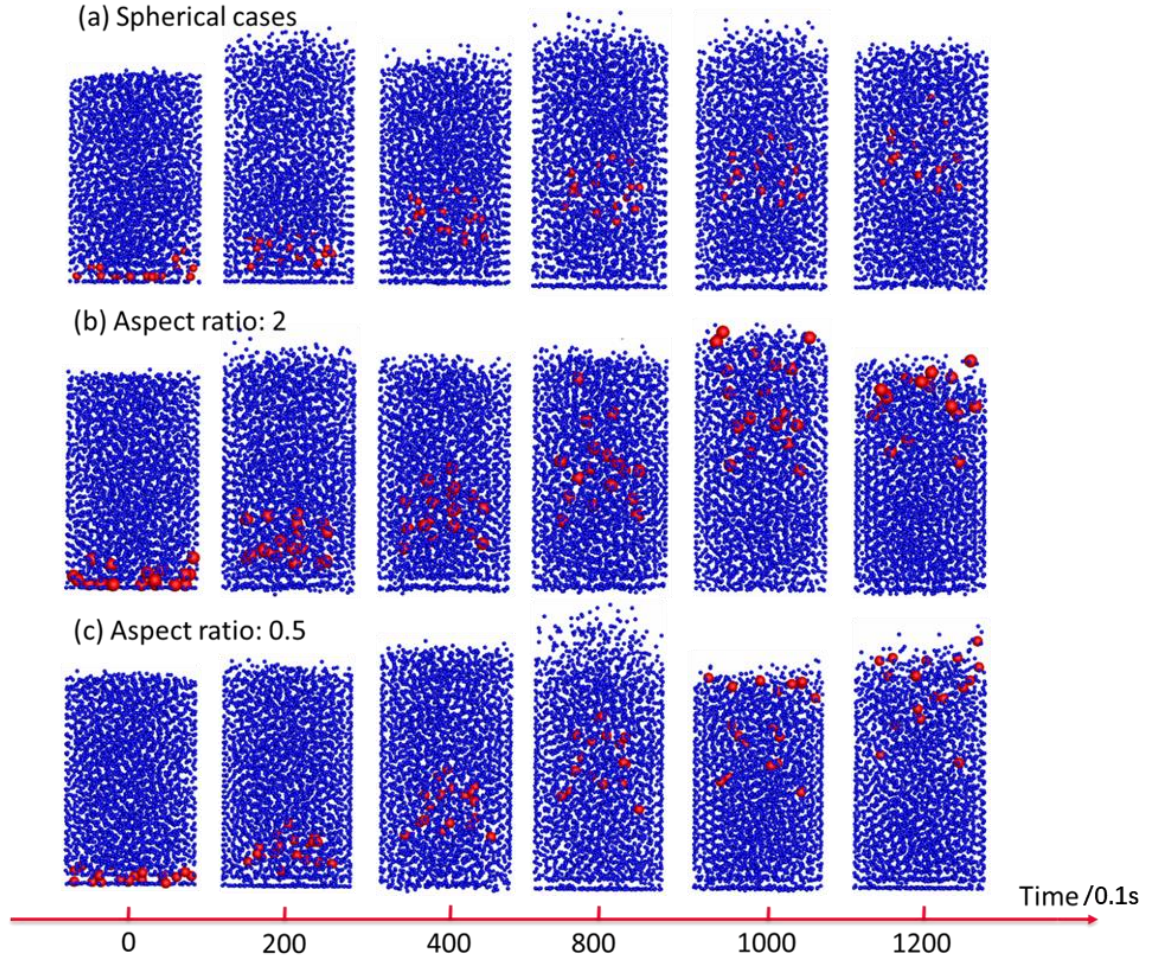 (a) Spherical cases
(b) Aspect ratio: 2
(c) Aspect ratio: 0.5
Time /0.1s
0 200 400 800 1000 1200